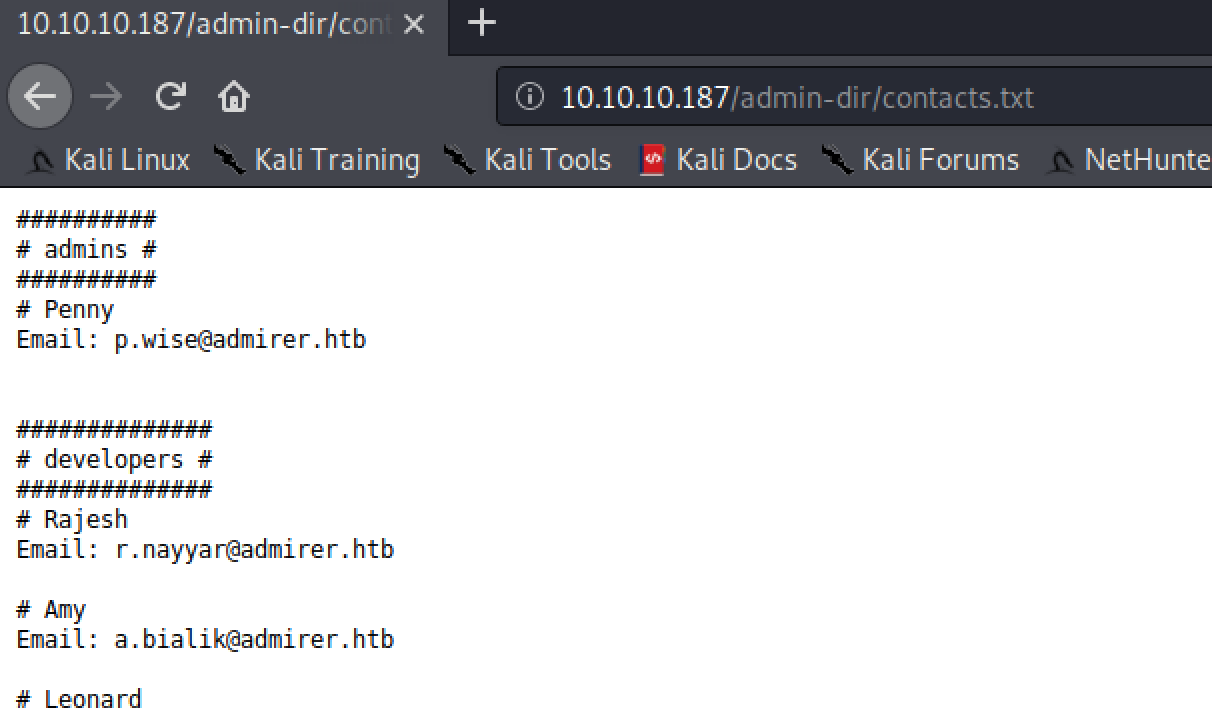 10.10.10.187/admin-dir/cont
10.10.10.187/admin-dir/contacts.txt
Kali Linux Kali Training Kali Tools Kali Docs Kali Forums NetHunte
##########
# admins #
##########
# Penny
Email: p.wise@admirer.htb
##############
# developers #
##############
# Rajesh
Email: r.nayyar@admirer.htb
# Amy
Email: a.bialik@admirer.htb
# Leonard